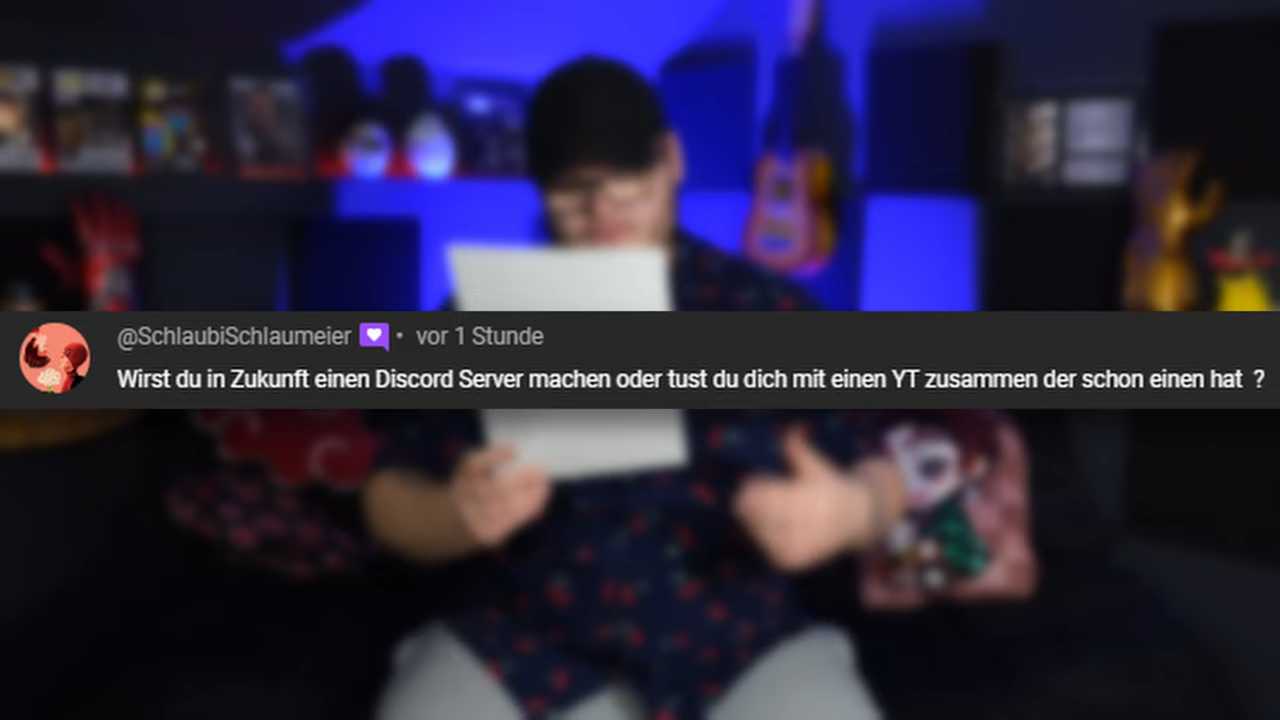 @SchlaubiSchlaumeier • vor 1 Stunde
Wirst du in Zukunft einen Discord Server machen oder tust du dich mit einen YT zusammen der schon einen hat ?